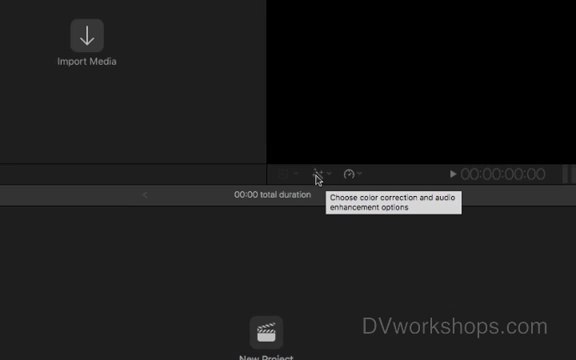 Import Media
00:00:00:00
00:00 total duration
Choose color correction and audio
enhancement options
DVworkshops.com
New Project